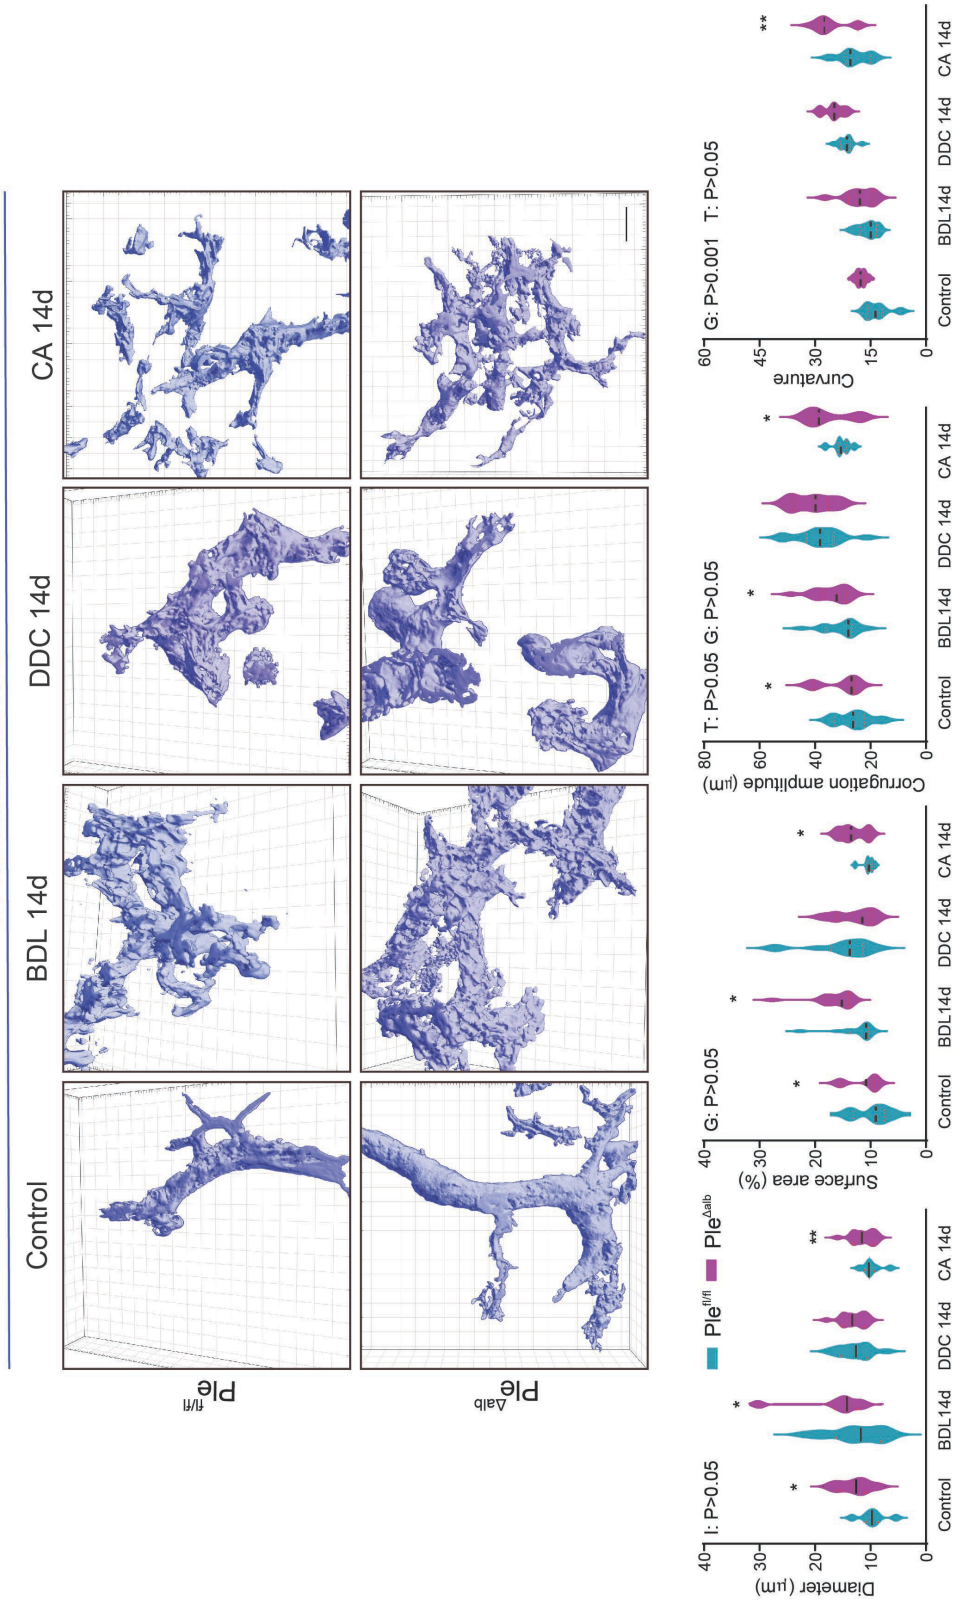 Control BDL 14d DDC 14d CA 14d
Ple fl/fl
Ple Δalb
Ple fl/fl Ple Δalb
I: P>0.05
Diameter (µm)
40
30
20
10
0
Control BDL14d DDC 14d CA 14d
* * **
G: P>0.05
Surface area (%)
40
30
20
10
0
Control BDL14d DDC 14d CA 14d
* * *
T: P>0.05 G: P>0.05
Corrugation amplitude (µm)
80
60
40
20
0
Control BDL14d DDC 14d CA 14d
* * *
G: P>0.001 T: P>0.05
Curvature
60
45
30
15
0
Control BDL14d DDC 14d CA 14d
**